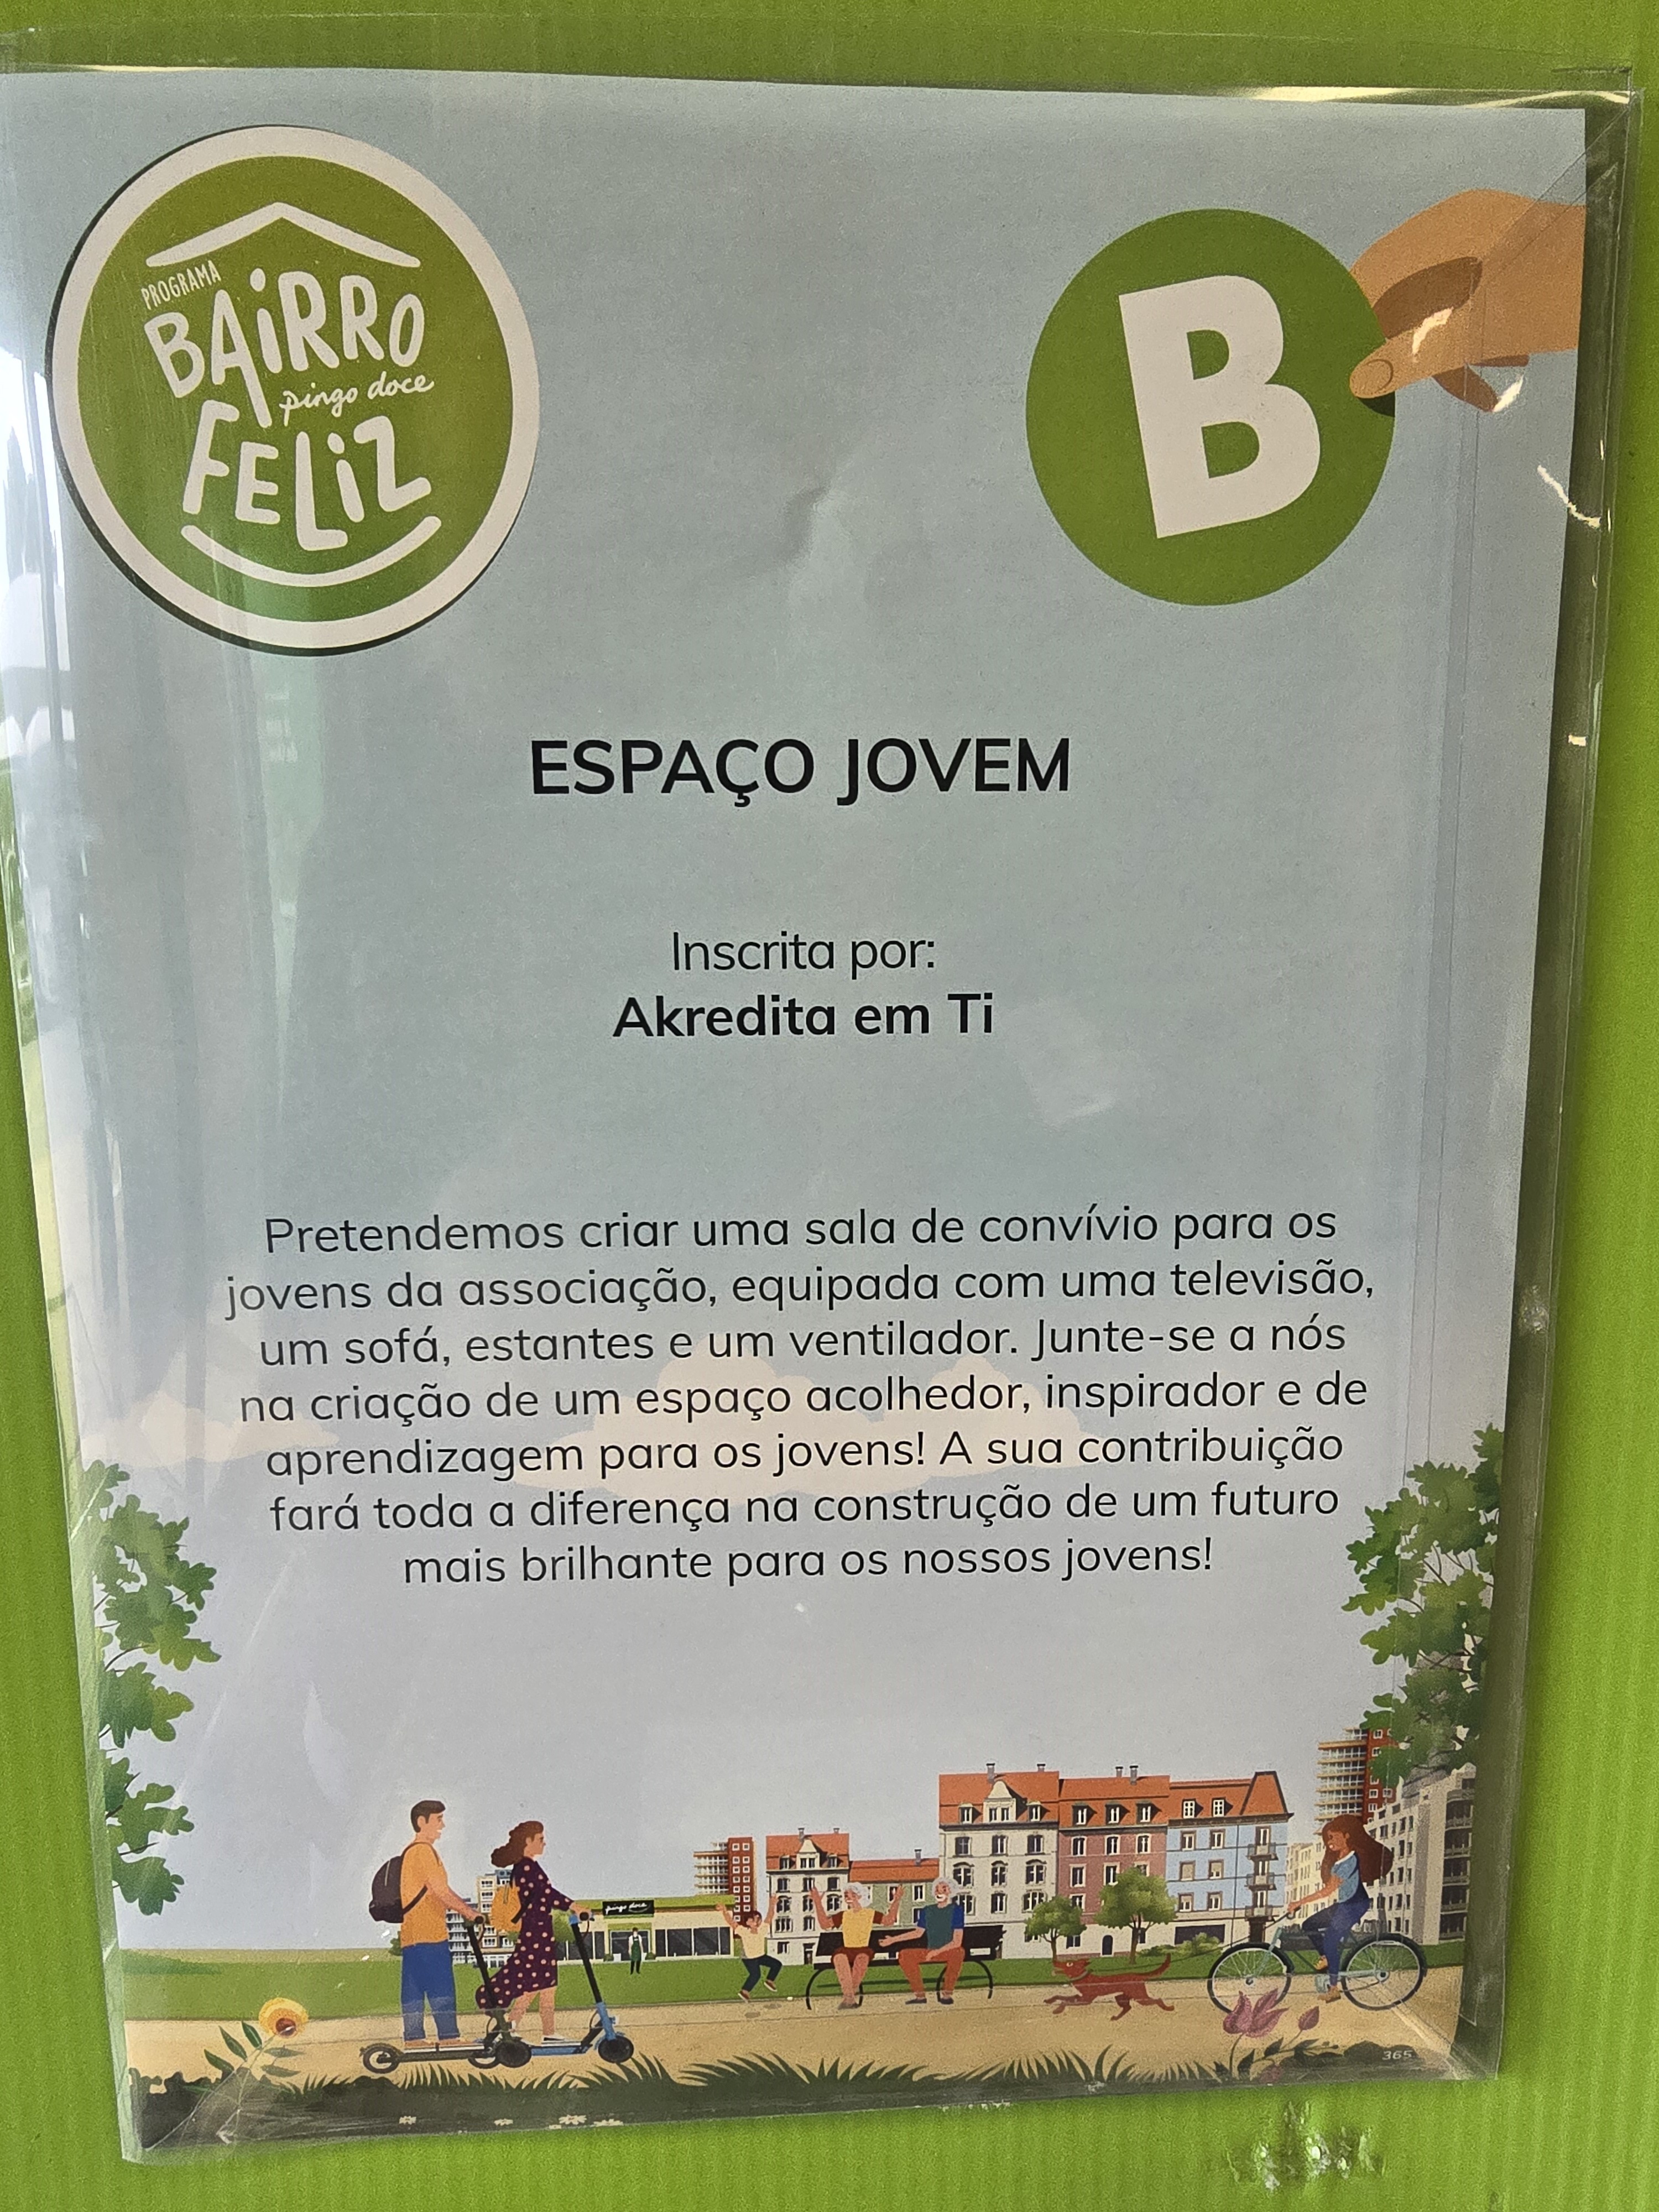 PROGRAMA
BAiRRO
pingo doce
FELiZ
B
ESPAÇO JOVEM
Inscrita por:
Akredita em Ti
Pretendemos criar uma sala de convívio para os
jovens da associação, equipada com uma televisão,
um sofá, estantes e um ventilador. Junte-se a nós
na criação de um espaço acolhedor, inspirador e de
aprendizagem para os jovens! A sua contribuição
fará toda a diferença na construção de um futuro
mais brilhante para os nossos jovens!
pingo doce
365